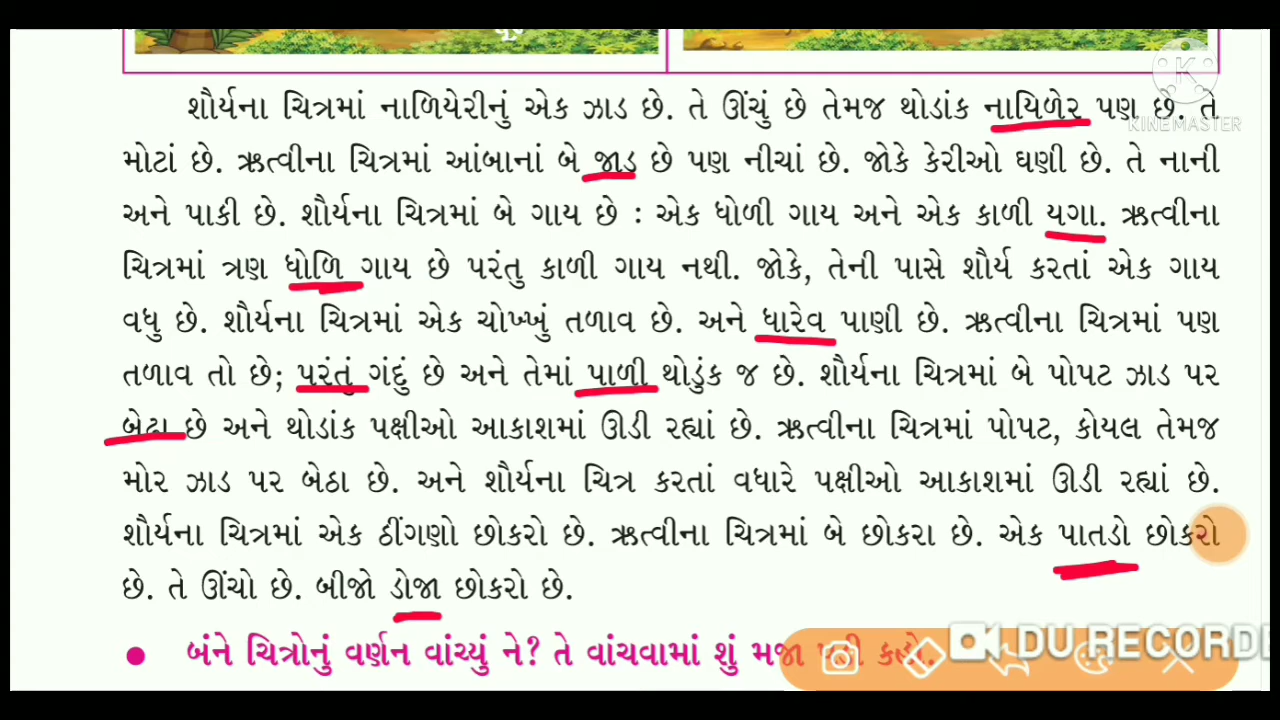 KINEMASTER
શૌર્યના ચિત્રમાં નાળિયેરીનું એક ઝાડ છે. તે ઊંચું છે તેમજ થોડાંક નાયિળેર પણ છે. તે
મોટાં છે. ઋત્વીના ચિત્રમાં આંબાનાં બે જાડ છે પણ નીચાં છે. જોકે કેરીઓ ઘણી છે. તે નાની
અને પાકી છે. શૌર્યના ચિત્રમાં બે ગાય છે : એક ધોળી ગાય અને એક કાળી યગા. ઋત્વીના
ચિત્રમાં ત્રણ ધોળિ ગાય છે પરંતુ કાળી ગાય નથી. જોકે, તેની પાસે શૌર્ય કરતાં એક ગાય
વધુ છે. શૌર્યના ચિત્રમાં એક ચોખ્ખું તળાવ છે. અને ધારેવ પાણી છે. ઋત્વીના ચિત્રમાં પણ
તળાવ તો છે; પરંતું ગંદું છે અને તેમાં પાળી થોડુંક જ છે. શૌર્યના ચિત્રમાં બે પોપટ ઝાડ પર
બેઢા છે અને થોડાંક પક્ષીઓ આકાશમાં ઊડી રહ્યાં છે. ઋત્વીના ચિત્રમાં પોપટ, કોયલ તેમજ
મોર ઝાડ પર બેઠા છે. અને શૌર્યના ચિત્ર કરતાં વધારે પક્ષીઓ આકાશમાં ઊડી રહ્યાં છે.
શૌર્યના ચિત્રમાં એક ઠીંગણો છોકરો છે. ઋત્વીના ચિત્રમાં બે છોકરા છે. એક પાતડો છોકરો
છે. તે ઊંચો છે. બીજો ડોજા છોકરો છે.
• બંને ચિત્રોનું વર્ણન વાંચ્યું ને? તે વાંચવામાં શું મજા કહો.
DU RECORDE